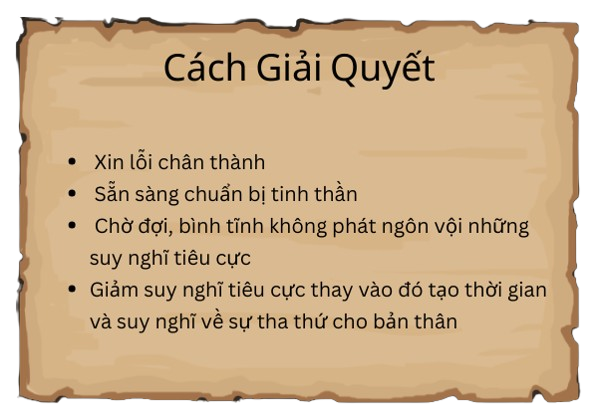 Cách Giải Quyết
• Xin lỗi chân thành
• Sẵn sàng chuẩn bị tinh thần
• Chờ đợi, bình tĩnh không phát ngôn vội những
suy nghĩ tiêu cực
• Giảm suy nghĩ tiêu cực thay vào đó tạo thời gian
và suy nghĩ về sự tha thứ cho bản thân